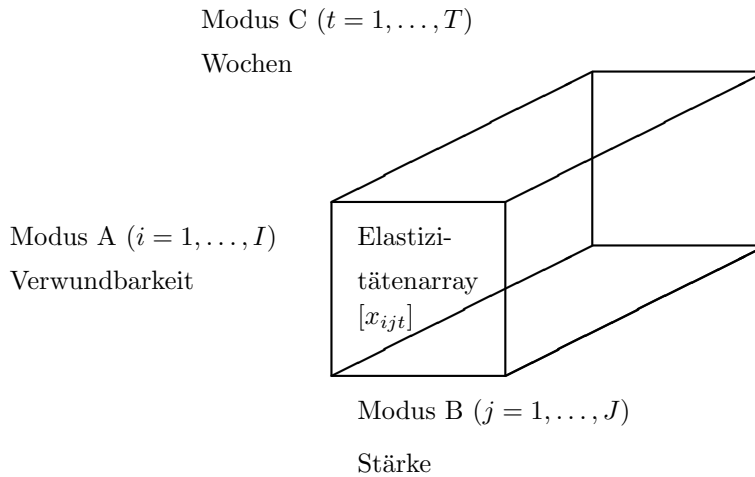 Modus C (t = 1, . . . , T)
Wochen
Modus A (i = 1, . . . , I)
Verwundbarkeit
Elastizi-
tätenarray
[x_{ijt}]
Modus B (j = 1, . . . , J)
Stärke